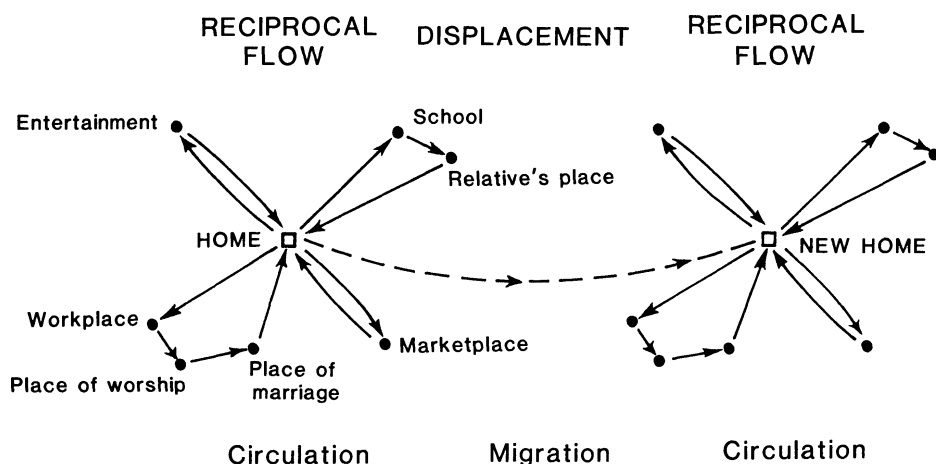 RECIPROCAL
FLOW
DISPLACEMENT
RECIPROCAL
FLOW
Entertainment
School
Relative's place
HOME
NEW HOME
Workplace
Marketplace
Place of worship
Place of
marriage
Circulation
Migration
Circulation